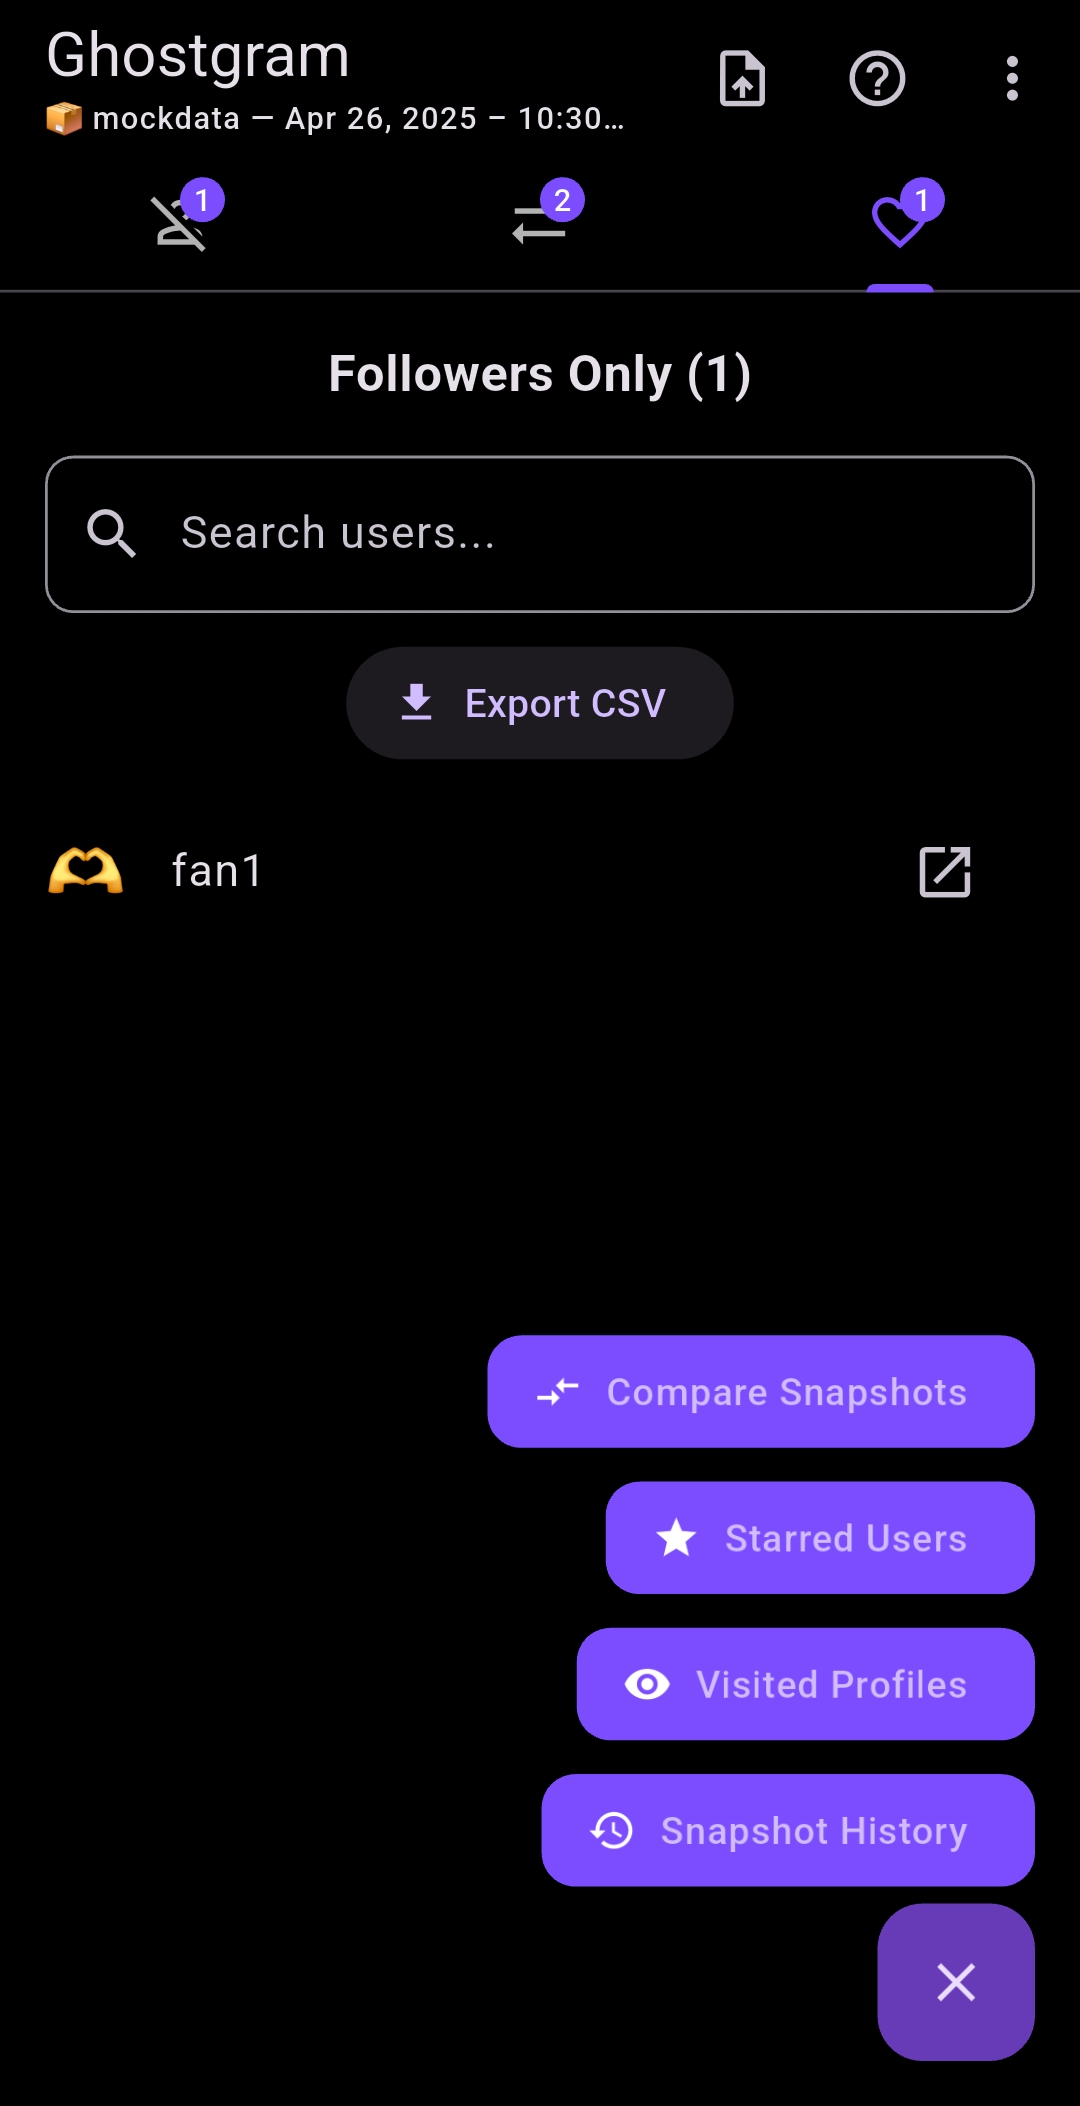 Ghostgram
📦 mockdata — Apr 26, 2025 – 10:30…
1
2
1
Followers Only (1)
Search users...
Export CSV
🫶 fan1
Compare Snapshots
Starred Users
Visited Profiles
Snapshot History